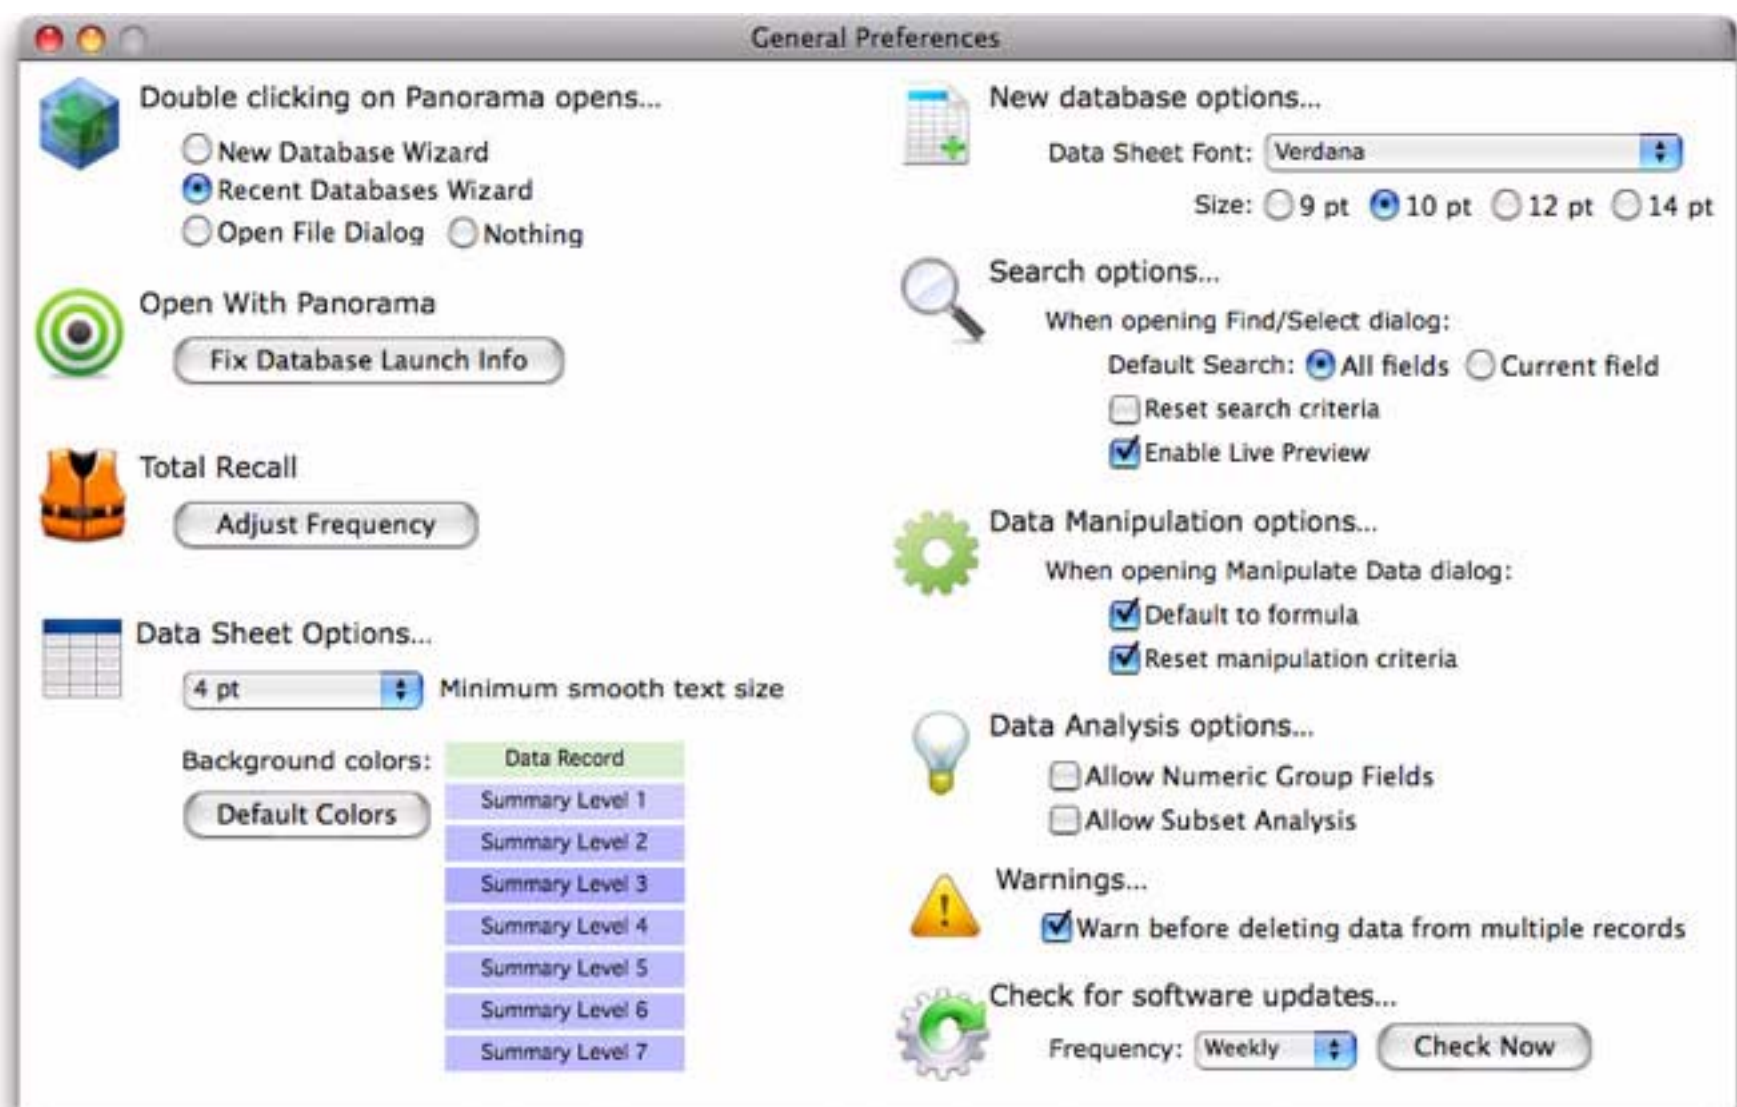 General Preferences
Double clicking on Panorama opens...
New Database Wizard
Recent Databases Wizard
Open File Dialog Nothing
Open With Panorama
Fix Database Launch Info
Total Recall
Adjust Frequency
Data Sheet Options...
4 pt Minimum smooth text size
Background colors: Data Record
Default Colors Summary Level 1
Summary Level 2
Summary Level 3
Summary Level 4
Summary Level 5
Summary Level 6
Summary Level 7
New database options...
Data Sheet Font: Verdana
Size: 9 pt 10 pt 12 pt 14 pt
Search options...
When opening Find/Select dialog:
Default Search: All fields Current field
Reset search criteria
Enable Live Preview
Data Manipulation options...
When opening Manipulate Data dialog:
Default to formula
Reset manipulation criteria
Data Analysis options...
Allow Numeric Group Fields
Allow Subset Analysis
Warnings...
Warn before deleting data from multiple records
Check for software updates...
Frequency: Weekly Check Now